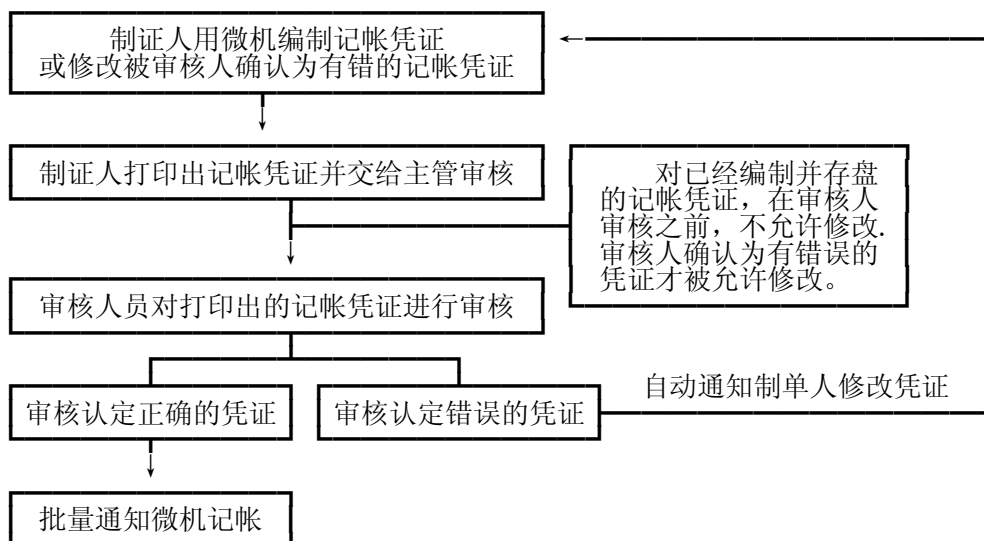 制证人用微机编制记帐凭证
或修改被审核人确认为有错的记帐凭证
制证人打印出记帐凭证并交给主管审核
对已经编制并存盘
的记帐凭证，在审核人
审核之前，不允许修改.
审核人确认为有错误的
凭证才被允许修改。
审核人员对打印出的记帐凭证进行审核
审核认定正确的凭证
审核认定错误的凭证
自动通知制单人修改凭证
批量通知微机记帐